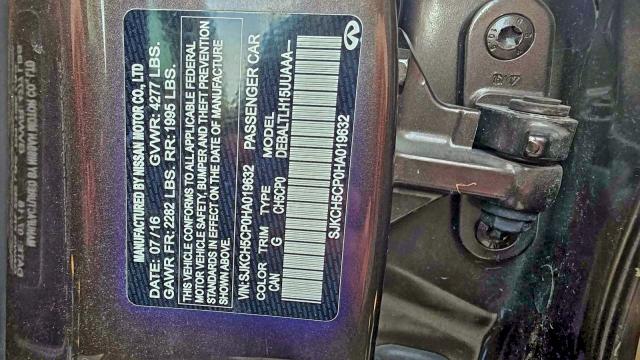 MANUFACTURED BY NISSAN MOTOR CO., LTD
DATE: 07/16 GVWR: 4277 LBS.
GAWR FR: 2282 LBS. RR: 1995 LBS.
THIS VEHICLE CONFORMS TO ALL APPLICABLE FEDERAL
MOTOR VEHICLE SAFETY, BUMPER AND THEFT PREVENTION
STANDARDS IN EFFECT ON THE DATE OF MANUFACTURE
SHOWN ABOVE.
VIN: SJKCH5CP0HA019632 PASSENGER CAR
COLOR TRIM TYPE MODEL
CAN G CH5CP0 DEBALTLH15UUAAA--
SJKCH5CP0HA019632